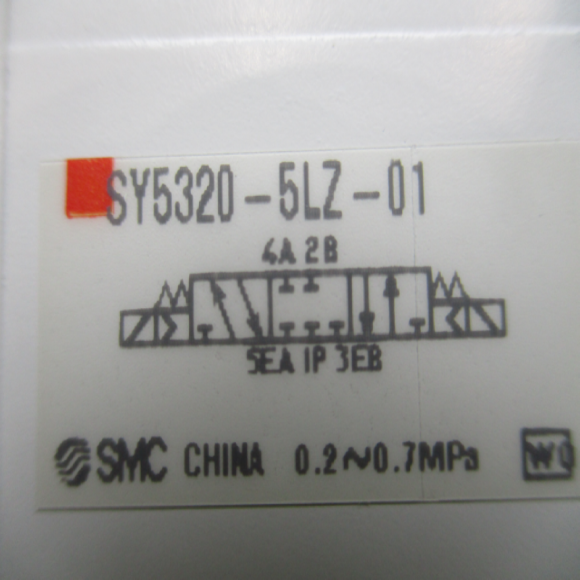 SY5320-5LZ-01
4A 2B
5EA 1P 3EB
SMC CHINA 0.2~0.7MPa